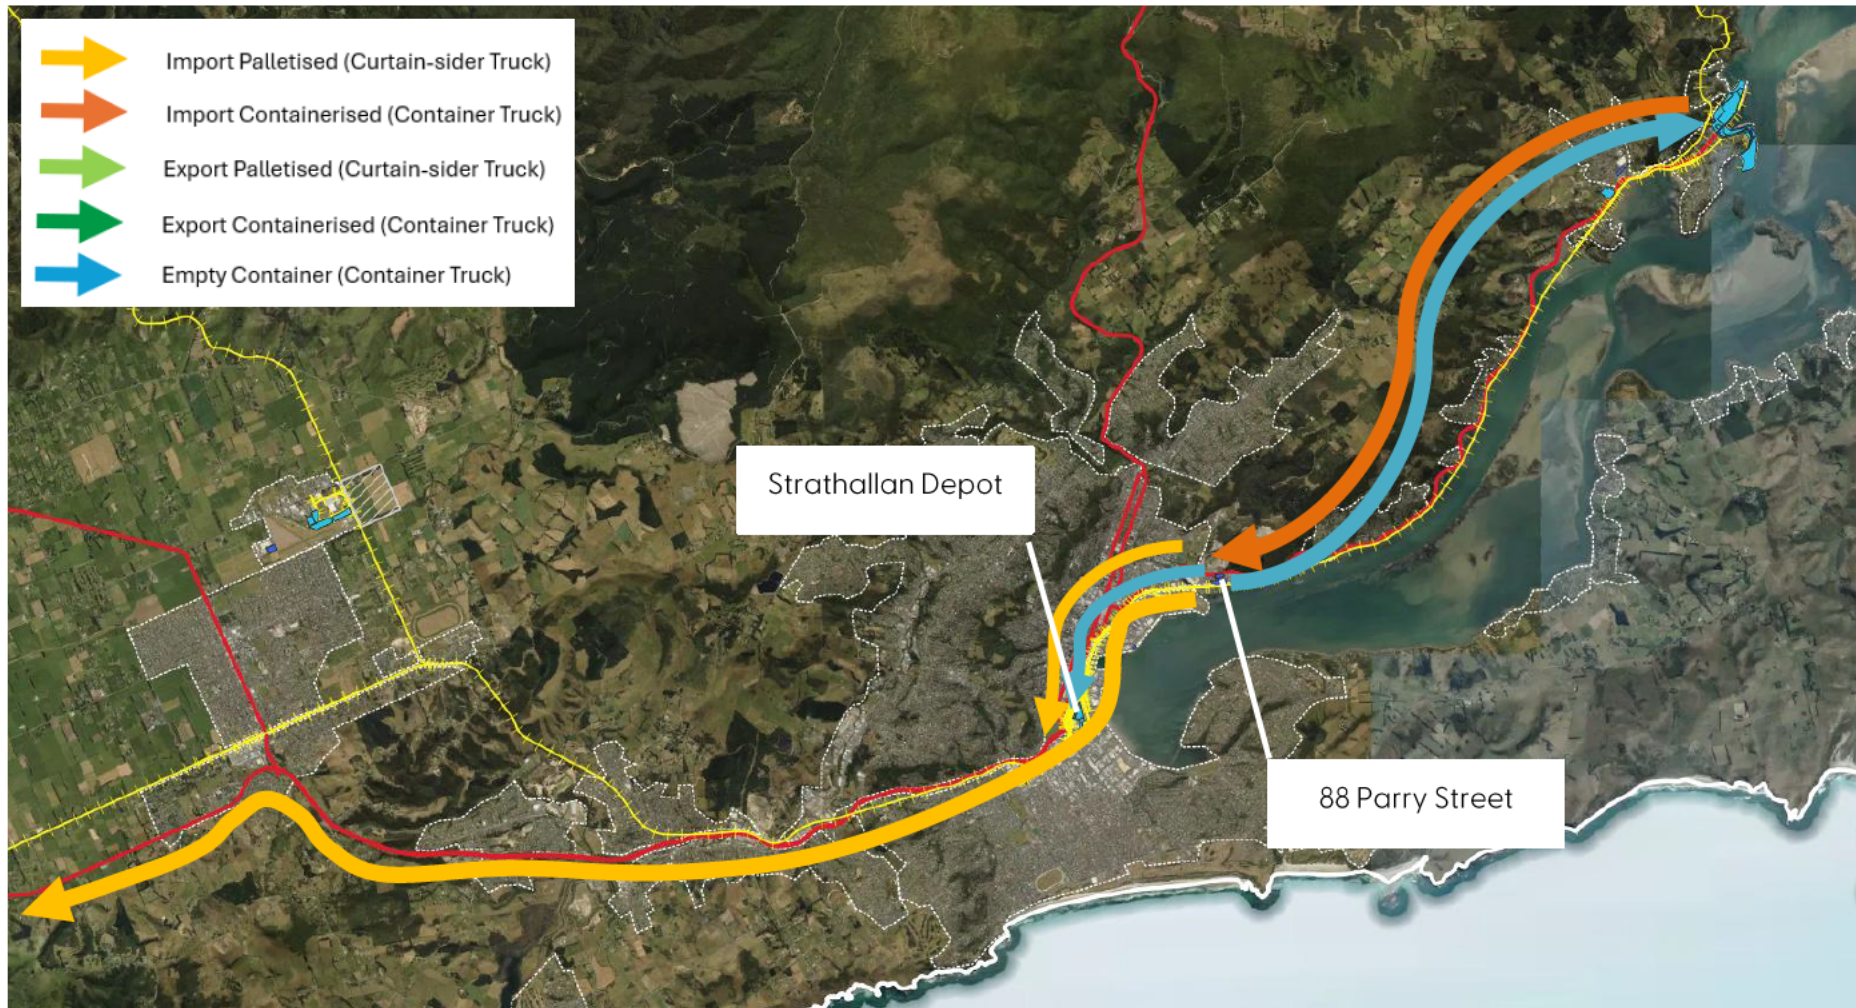 Import Palletised (Curtain-sider Truck)
Import Containerised (Container Truck)
Export Palletised (Curtain-sider Truck)
Export Containerised (Container Truck)
Empty Container (Container Truck)
Strathallan Depot
88 Parry Street